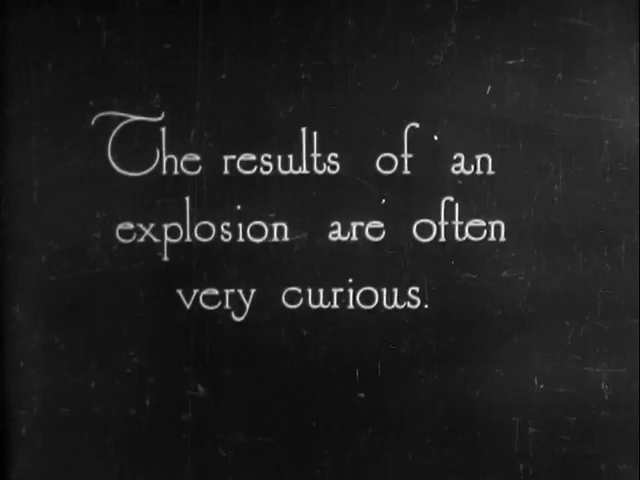 The results of an
explosion are often
very curious.